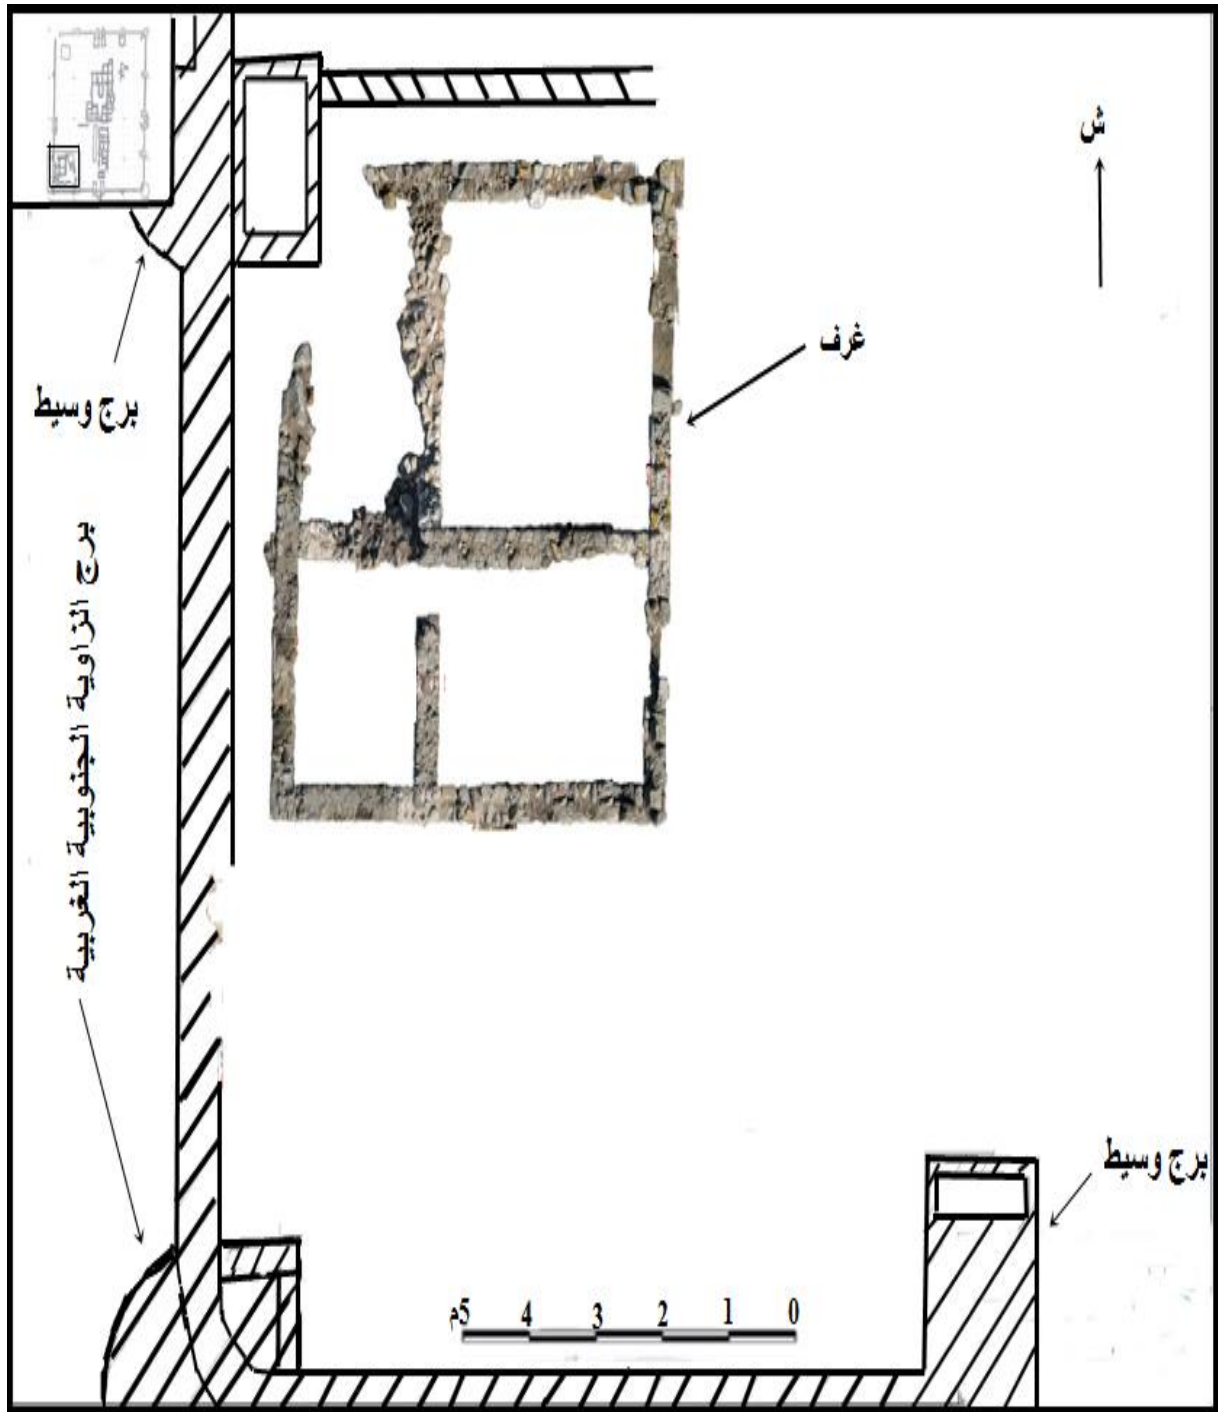 ش
غرف
برج وسيط
برج الزاوية الجنوبية الغربية
برج وسيط
5م 4 3 2 1 0